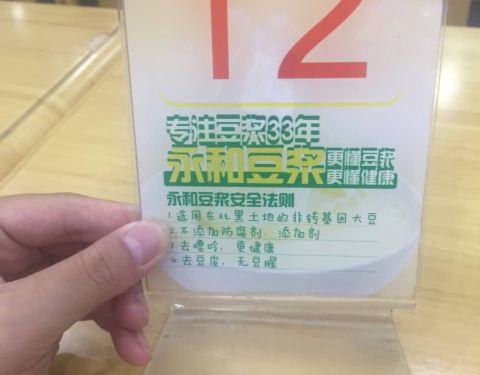 12
专注豆浆33年
永和豆浆 更懂豆浆
更懂健康
永和豆浆安全法则
1.选用东北黑土地的非转基因大豆
2.不添加防腐剂、添加剂
3.去嘌呤,更健康
4.去豆皮,无豆腥